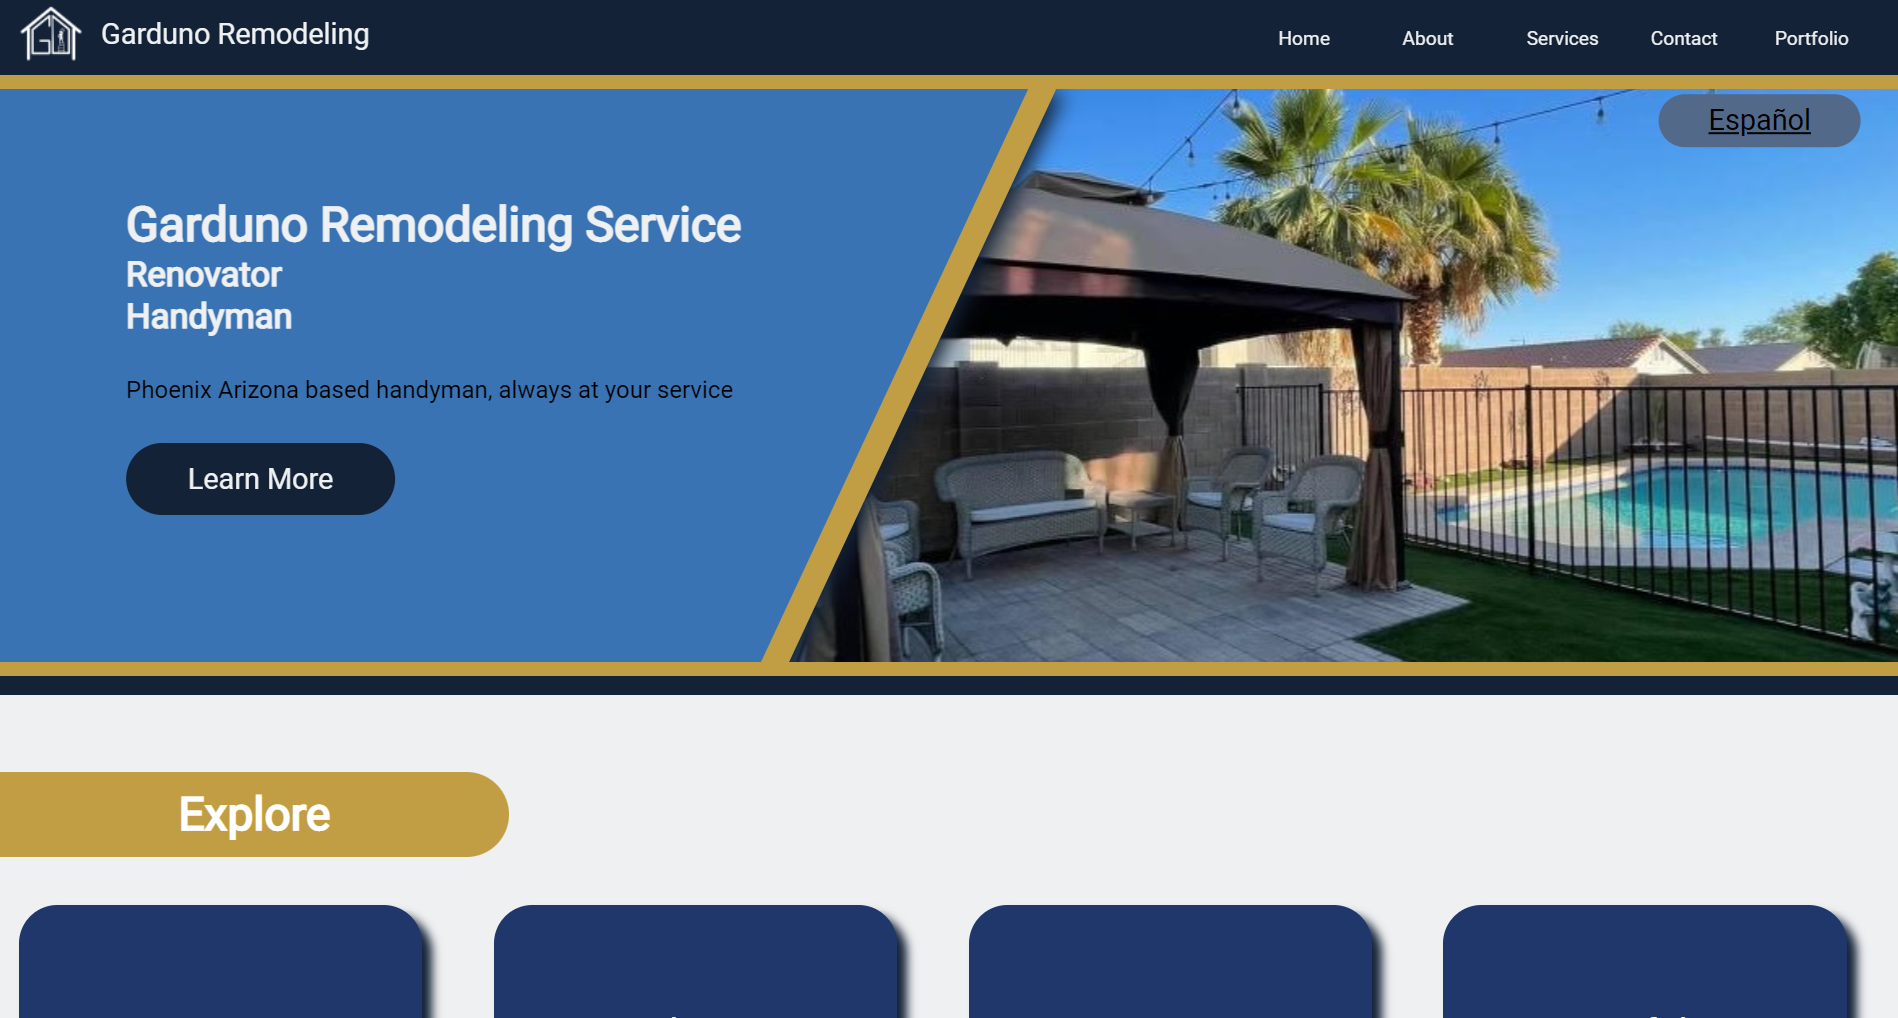 Garduno Remodeling
Home
About
Services
Contact
Portfolio
Español
Garduno Remodeling Service
Renovator
Handyman
Phoenix Arizona based handyman, always at your service
Learn More
Explore